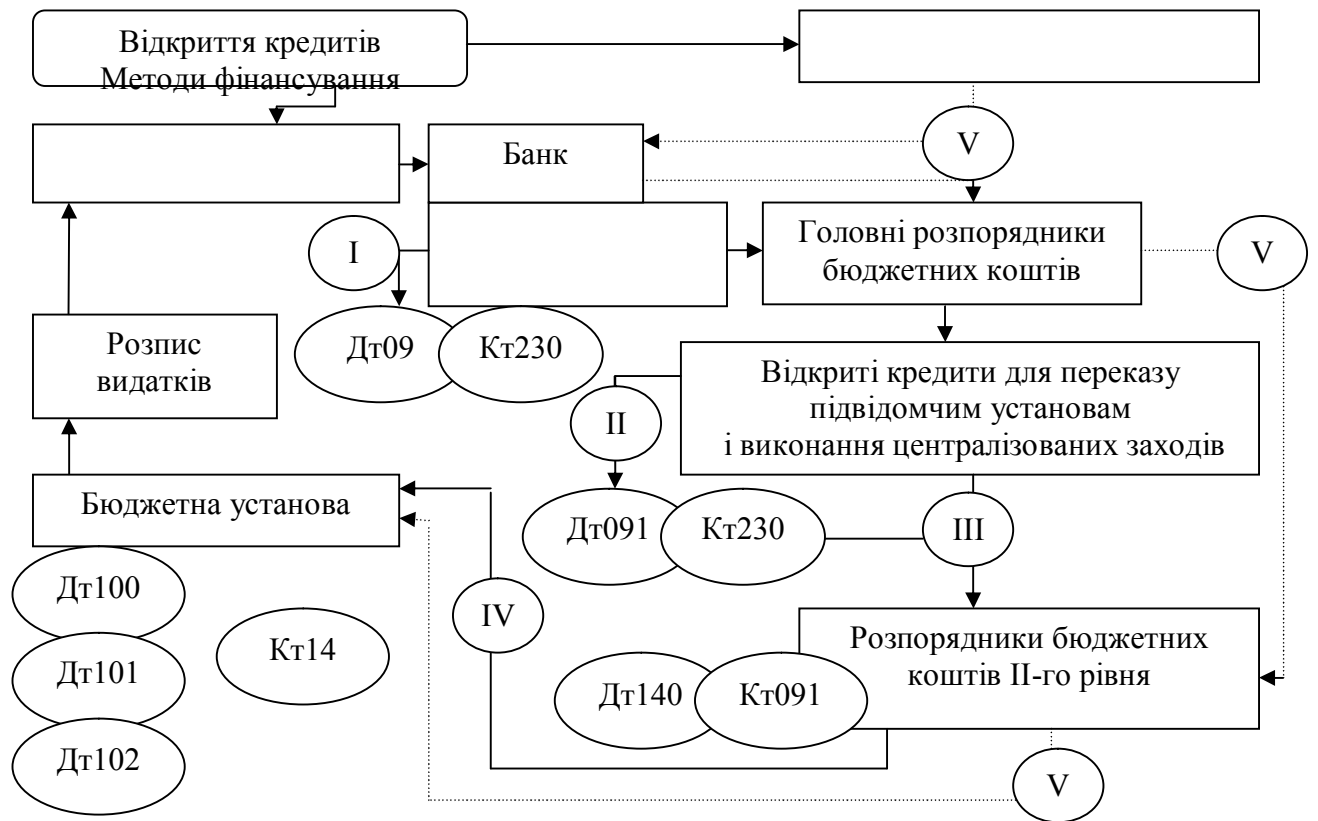 Відкриття кредитів
Методи фінансування
Банк
V
I
Головні розпорядники
бюджетних коштів
V
Розпис
видатків
Дт09
Кт230
Відкриті кредити для переказу
підвідомчим установам
і виконання централізованих заходів
II
Бюджетна установа
Дт091
Кт230
III
Дт100
IV
Кт14
Розпорядники бюджетних
коштів II-го рівня
Дт101
Дт140
Кт091
Дт102
V